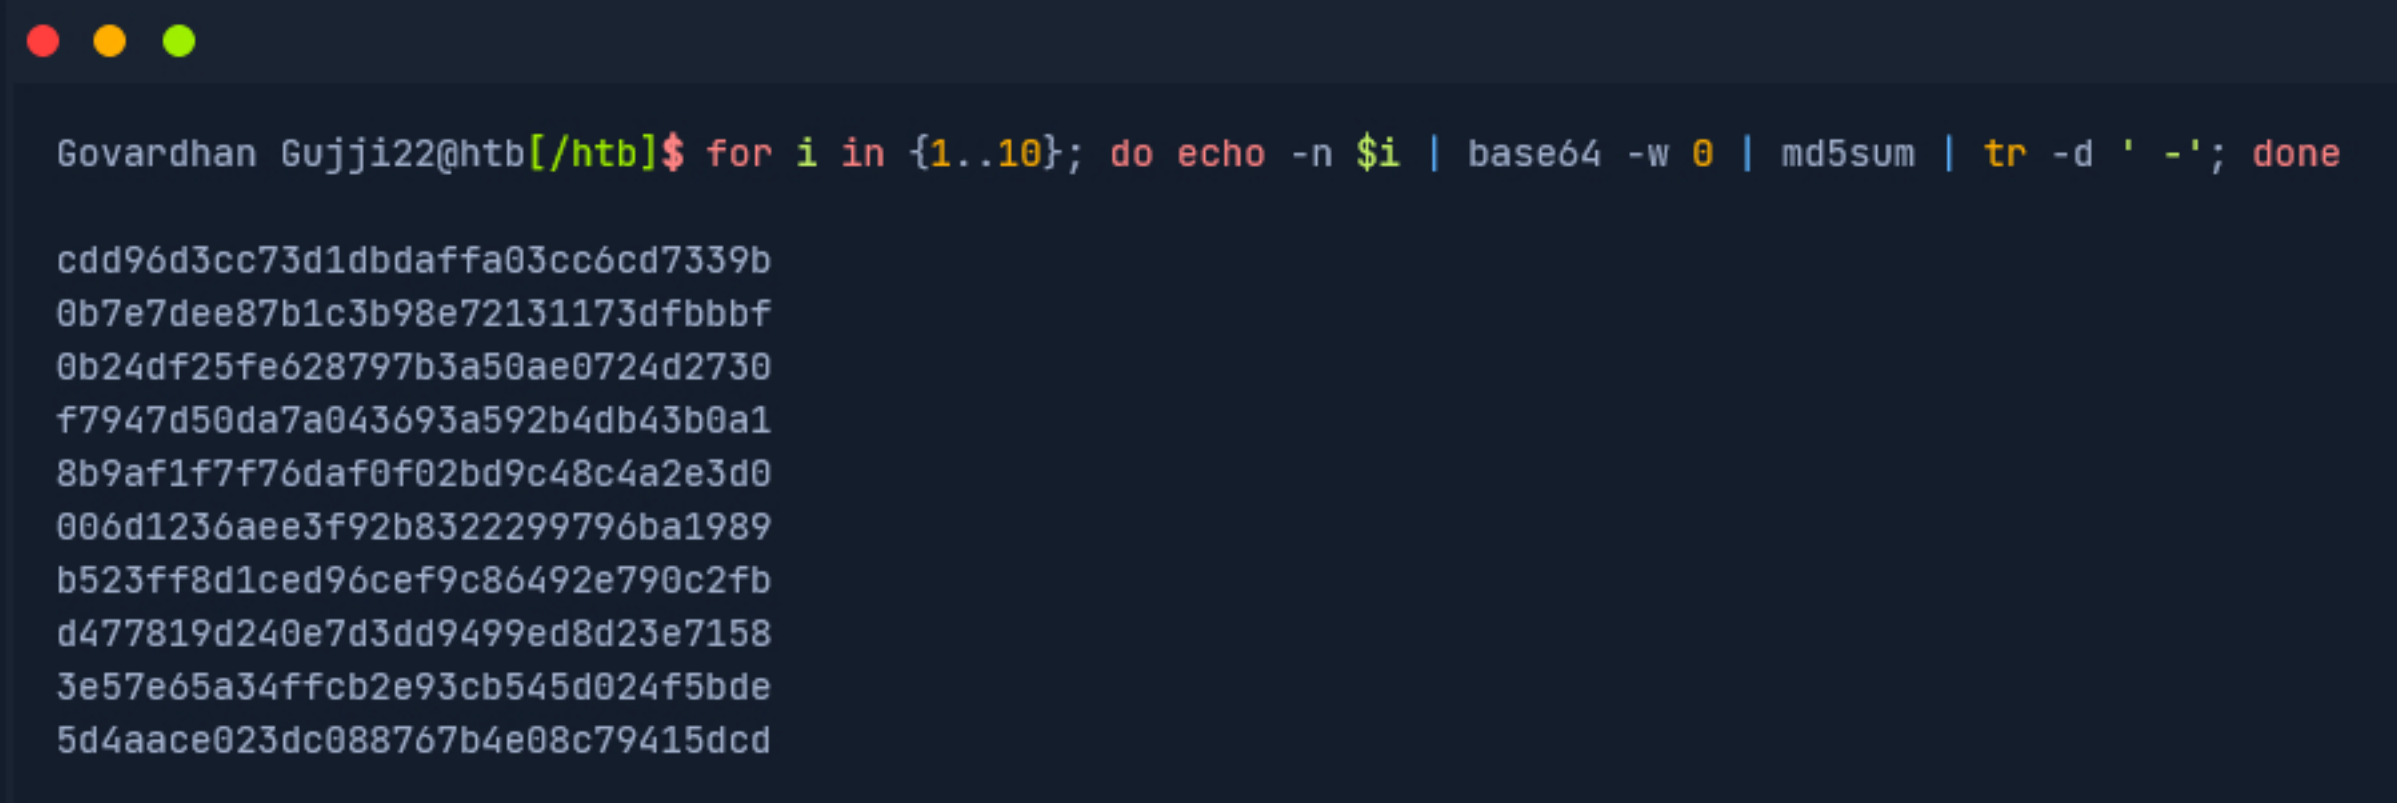 Govardhan Gujji22@htb[/htb]$ for i in {1..10}; do echo -n $i | base64 -w 0 | md5sum | tr -d ' -'; done
cdd96d3cc73d1dbdaffa03cc6cd7339b
0b7e7dee87b1c3b98e72131173dfbbbf
0b24df25fe628797b3a50ae0724d2730
f7947d50da7a043693a592b4db43b0a1
8b9af1f7f76daf0f02bd9c48c4a2e3d0
006d1236aee3f92b8322299796ba1989
b523ff8d1ced96cef9c86492e790c2fb
d477819d240e7d3dd9499ed8d23e7158
3e57e65a34ffcb2e93cb545d024f5bde
5d4aace023dc088767b4e08c79415dcd